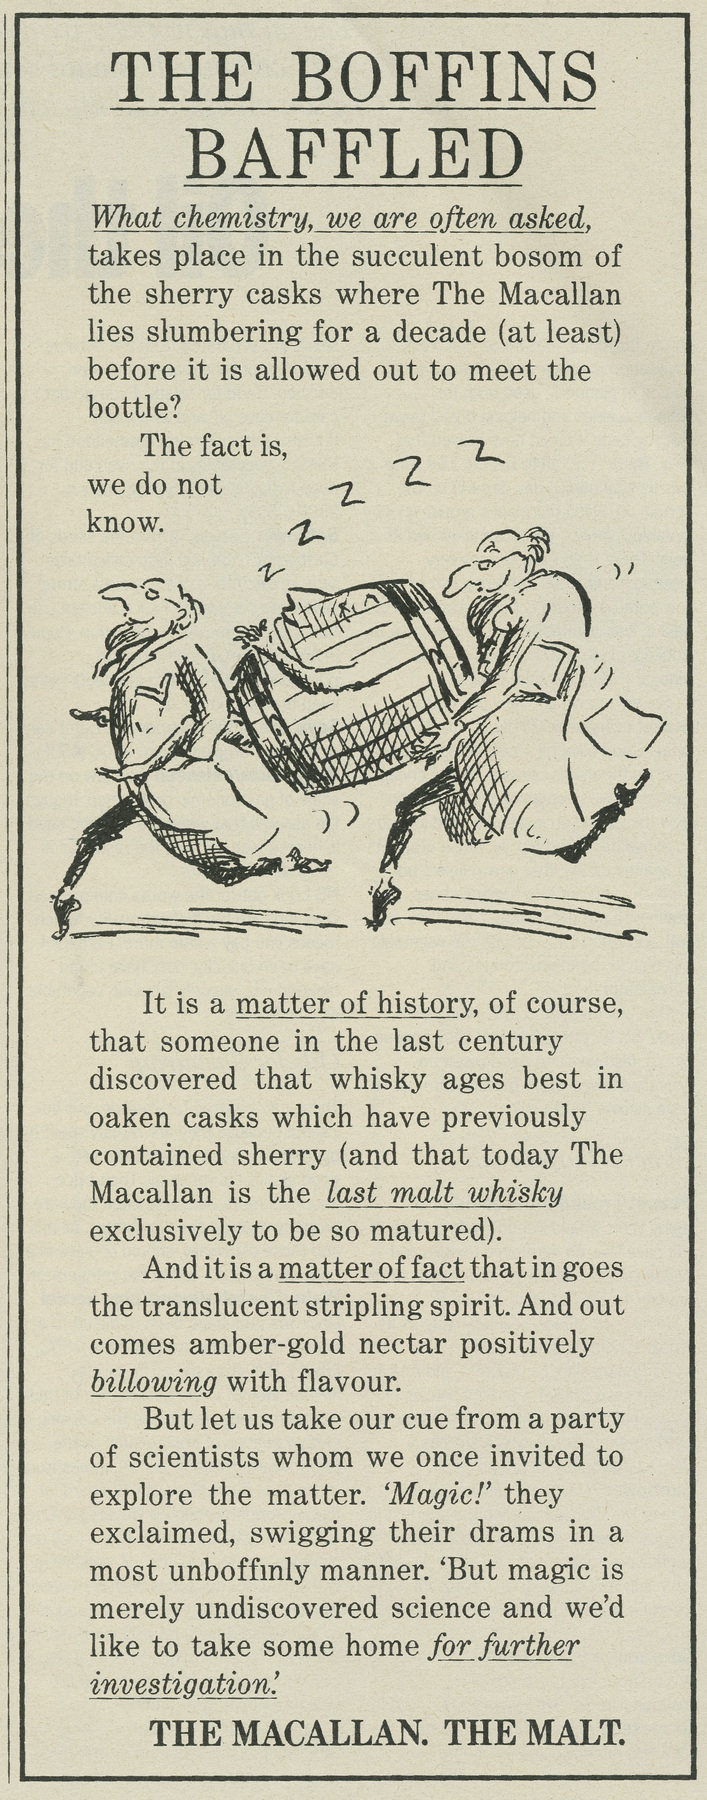 THE BOFFINS
BAFFLED
What chemistry, we are often asked,
takes place in the succulent bosom of
the sherry casks where The Macallan
lies slumbering for a decade (at least)
before it is allowed out to meet the
bottle?
The fact is,
we do not
know.
z z z z z
It is a matter of history, of course,
that someone in the last century
discovered that whisky ages best in
oaken casks which have previously
contained sherry (and that today The
Macallan is the last malt whisky
exclusively to be so matured).
And it is a matter of fact that in goes
the translucent stripling spirit. And out
comes amber-gold nectar positively
billowing with flavour.
But let us take our cue from a party
of scientists whom we once invited to
explore the matter. ‘Magic!’ they
exclaimed, swigging their drams in a
most unboffinly manner. ‘But magic is
merely undiscovered science and we’d
like to take some home for further
investigation.’
THE MACALLAN. THE MALT.